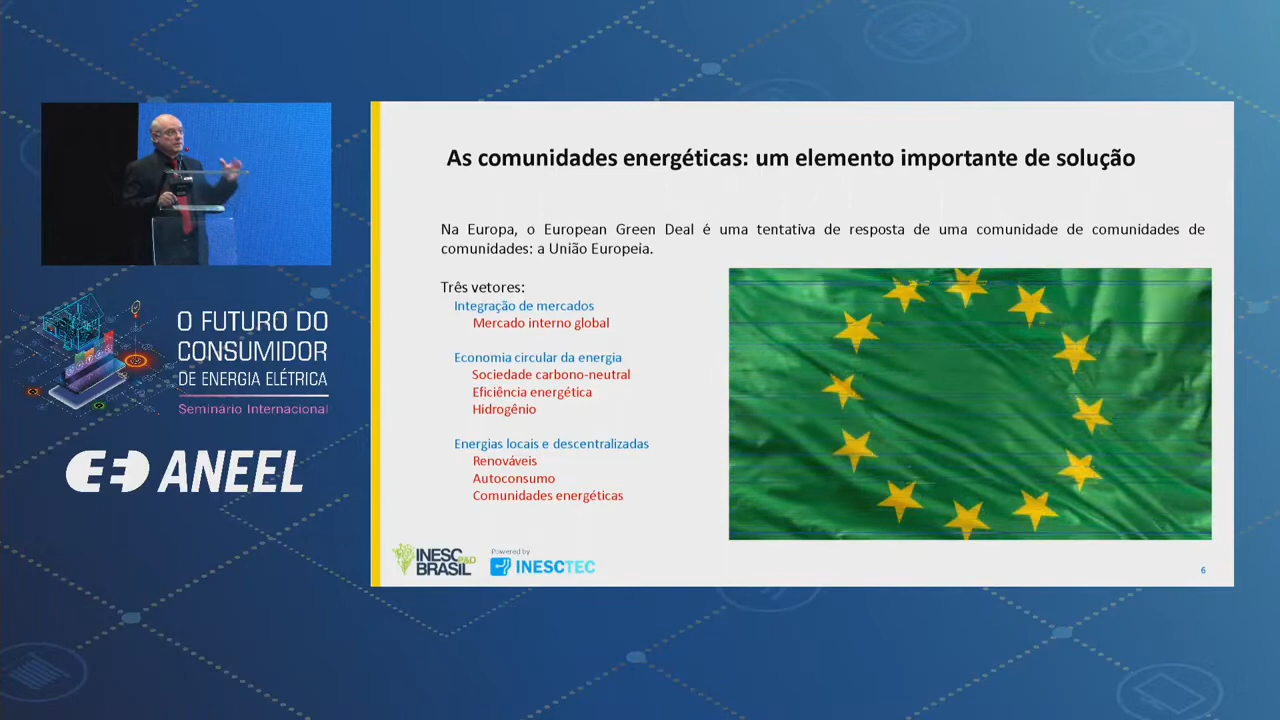 As comunidades energéticas: um elemento importante de solução
Na Europa, o European Green Deal é uma tentativa de resposta de uma comunidade de comunidades de
comunidades: a União Europeia.
Três vetores:
Integração de mercados
Mercado interno global
Economia circular da energia
Sociedade carbono-neutral
Eficiência energética
Hidrogênio
Energias locais e descentralizadas
Renováveis
Autoconsumo
Comunidades energéticas
INESC P&D
BRASIL
Powered by
INESCTEC
6
O FUTURO DO
CONSUMIDOR
DE ENERGIA ELÉTRICA
Seminário Internacional
ANEEL